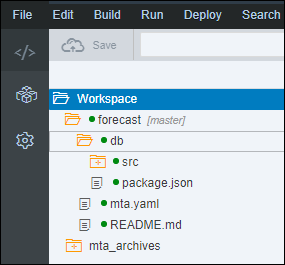 File Edit Build Run Deploy Search
Save
Workspace
forecast [master]
db
src
package.json
mta.yaml
README.md
mta_archives